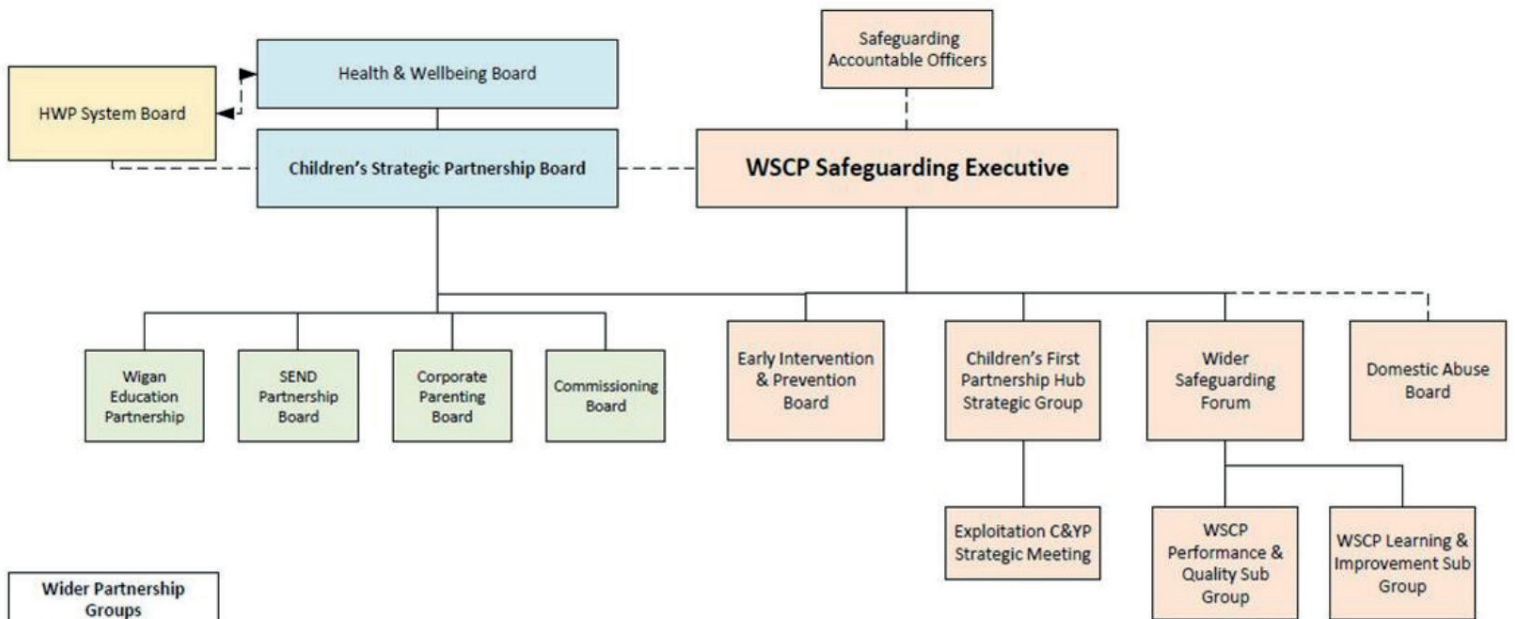 Safeguarding
Accountable Officers
Health & Wellbeing Board
HWP System Board
Children's Strategic Partnership Board
WSCP Safeguarding Executive
Wigan
Education
Partnership
SEND
Partnership
Board
Corporate
Parenting
Board
Commissioning
Board
Early Intervention
& Prevention
Board
Children's First
Partnership Hub
Strategic Group
Wider
Safeguarding
Forum
Domestic Abuse
Board
Exploitation C&YP
Strategic Meeting
WSCP
Performance &
Quality Sub
Group
WSCP Learning &
Improvement Sub
Group
Wider Partnership
Groups